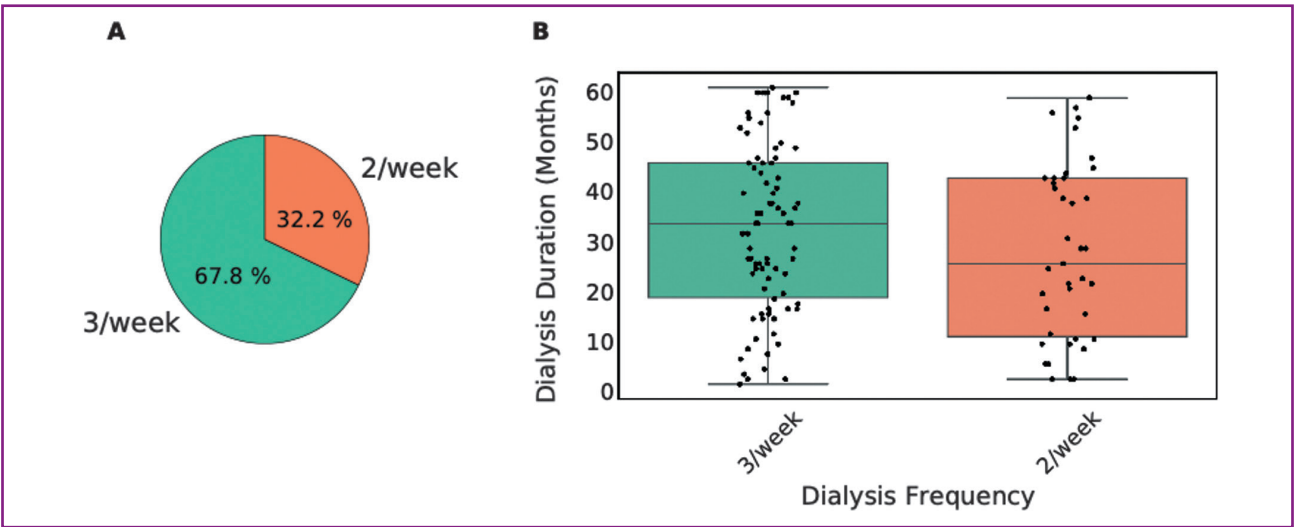 A
2/week
32.2 %
67.8 %
3/week
B
Dialysis Duration (Months)
60
50
40
30
20
10
0
3/week
2/week
Dialysis Frequency